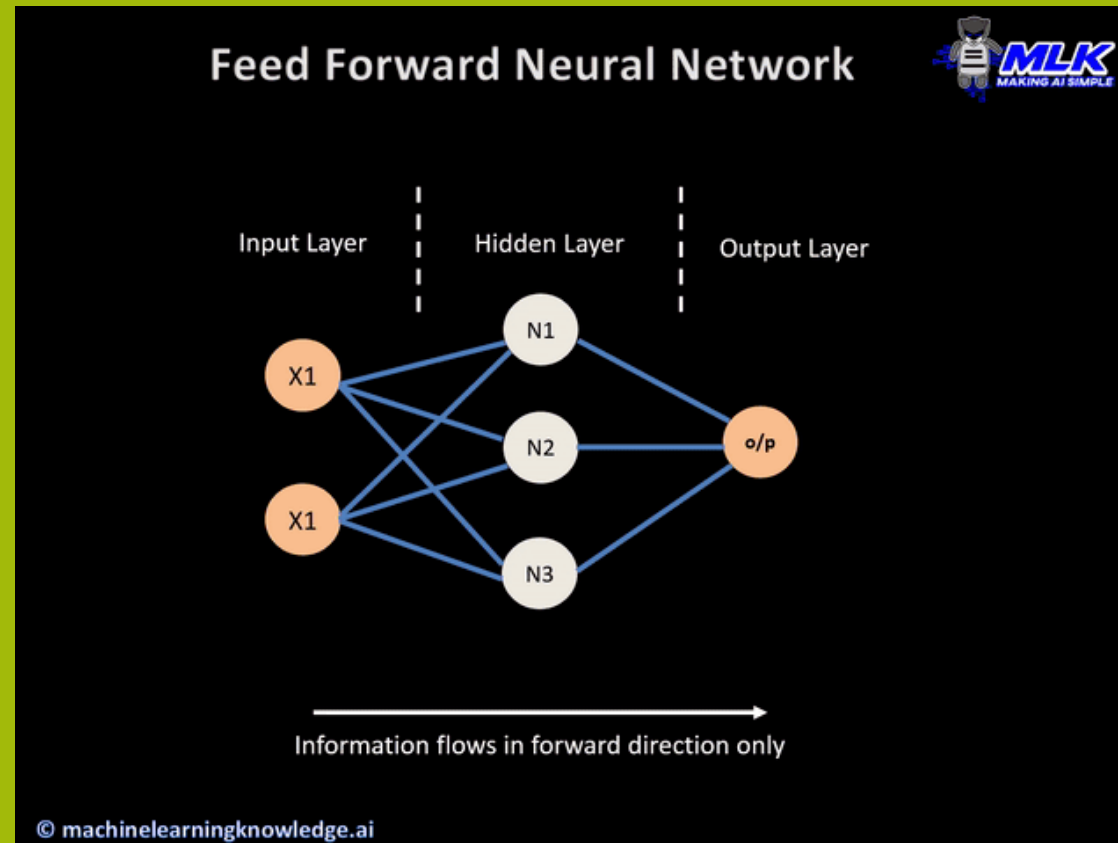 Feed Forward Neural Network
MLK
MAKING AI SIMPLE
Input Layer
Hidden Layer
Output Layer
N1
X1
N2
o/p
X1
N3
Information flows in forward direction only
© machinelearningknowledge.ai